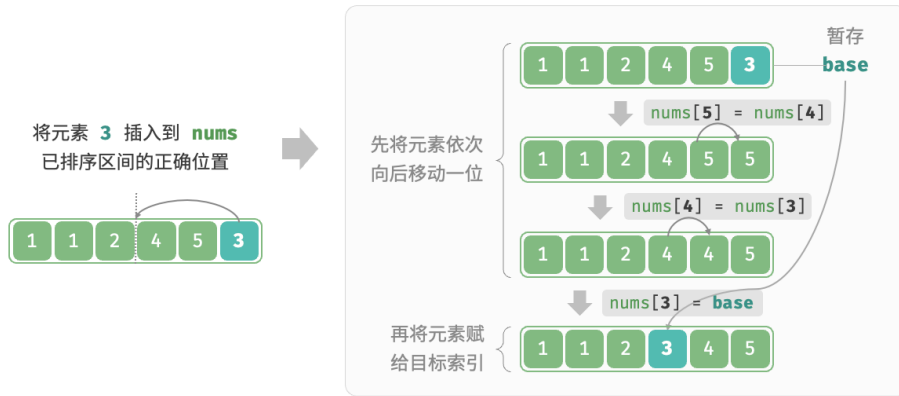 将元素 3 插入到 nums
已排序区间的正确位置
1 1 2 4 5 3
暂存
base
1 1 2 4 5 3
nums[5] = nums[4]
先将元素依次
向后移动一位
1 1 2 4 5 5
nums[4] = nums[3]
1 1 2 4 4 5
nums[3] = base
再将元素赋
给目标索引
1 1 2 3 4 5